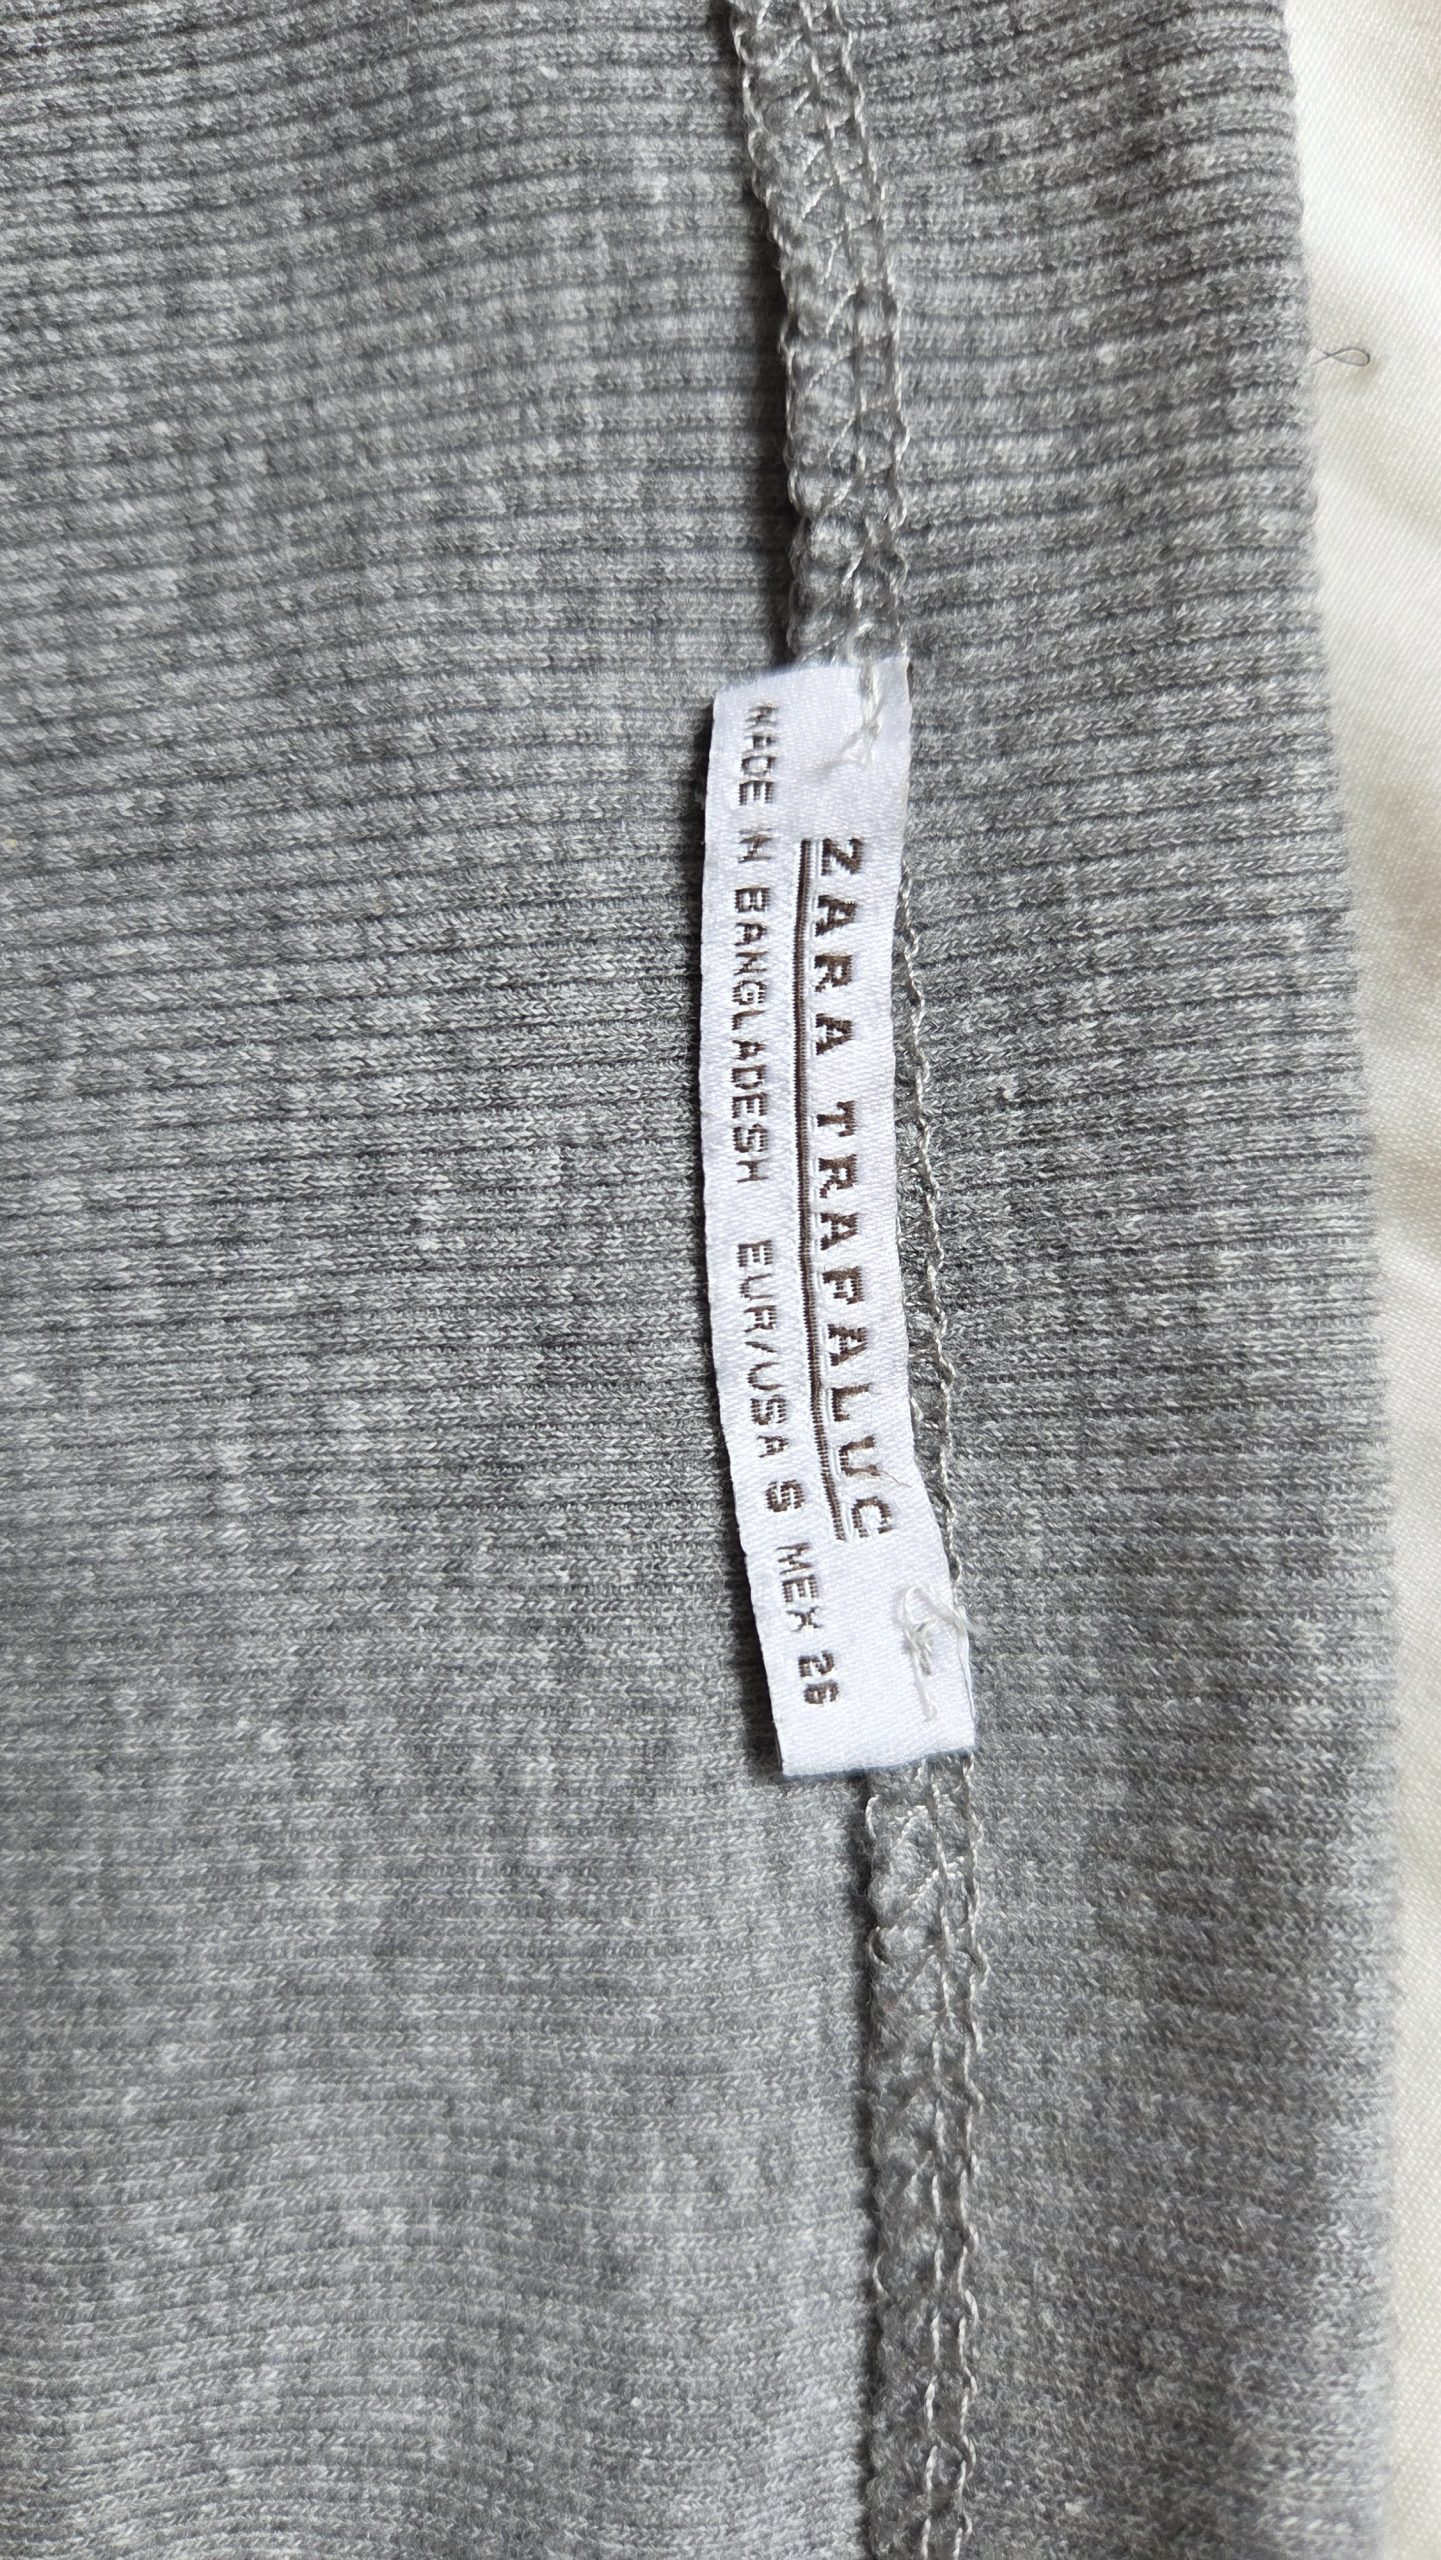 ZARA TRAFALUC
MADE IN BANGLADESH EUR/USA S MEX 26